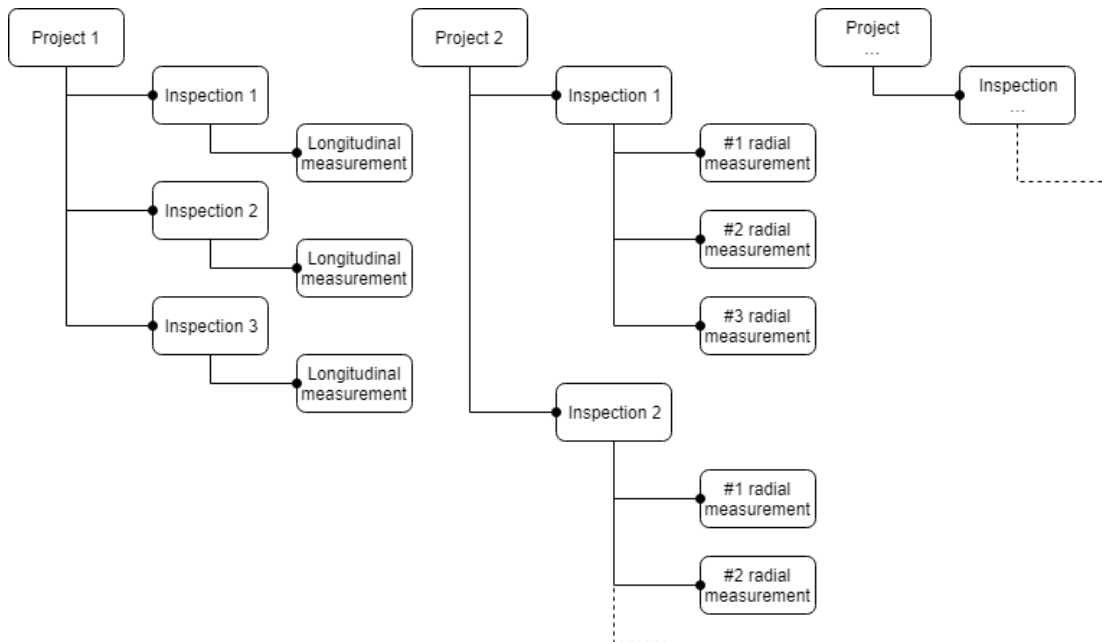 Project 1
Inspection 1
Longitudinal
measurement
Inspection 2
Longitudinal
measurement
Inspection 3
Longitudinal
measurement
Project 2
Inspection 1
#1 radial
measurement
#2 radial
measurement
#3 radial
measurement
Inspection 2
#1 radial
measurement
#2 radial
measurement
Project
...
Inspection
...